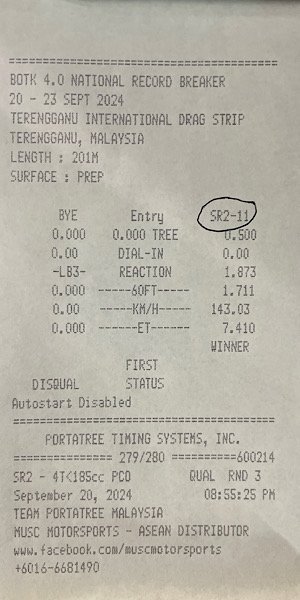 ==========================================
BOTK 4.0 NATIONAL RECORD BREAKER
20 - 23 SEPT 2024
TERENGGANU INTERNATIONAL DRAG STRIP
TERENGGANU, MALAYSIA
LENGTH : 201M
SURFACE : PREP
BYE Entry SR2-11
0.000 0.000 TREE 0.500
0.00 DIAL-IN 0.00
-LB3- REACTION 1.873
0.000 -----60FT----- 1.711
0.00 -----KM/H----- 143.03
0.000 ------ET------ 7.410
WINNER
FIRST
DISQUAL STATUS
Autostart Disabled
==========================================
PORTATREE TIMING SYSTEMS, INC.
=============== 279/280 ==========600214
SR2 - 4T<185cc PCO QUAL RND 3
September 20, 2024 08:55:25 PM
TEAM PORTATREE MALAYSIA
MUSC MOTORSPORTS - ASEAN DISTRIBUTOR
www.facebook.com/muscmotorsports
+6016-6681490